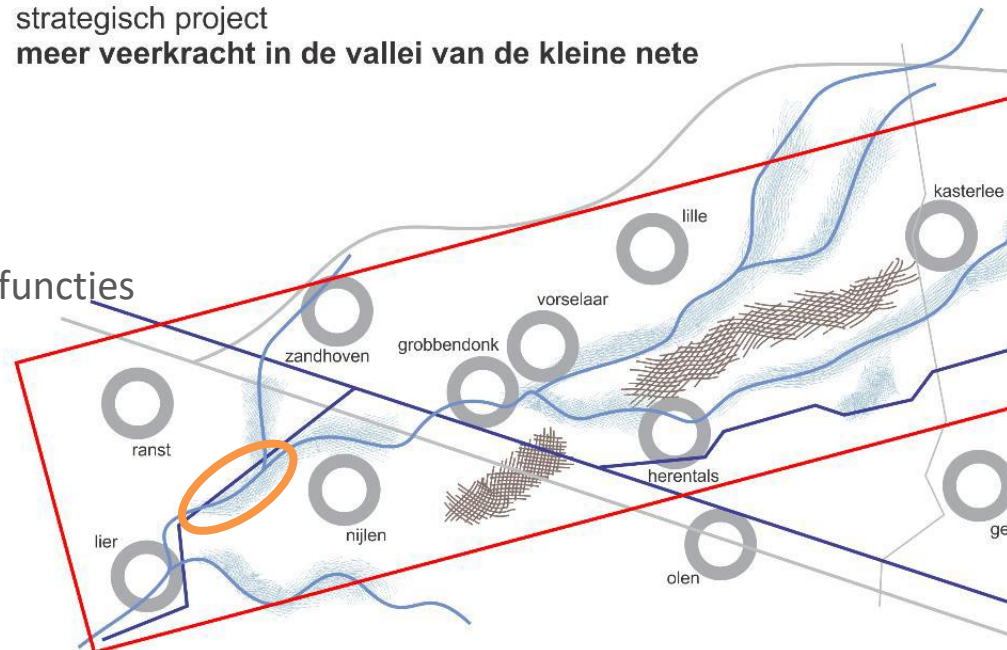 strategisch project
meer veerkracht in de vallei van de kleine nete
kasterlee
lille
functies
vorselaar
zandhoven
grobbendonk
ranst
herentals
nijlen
lier
olen
ge